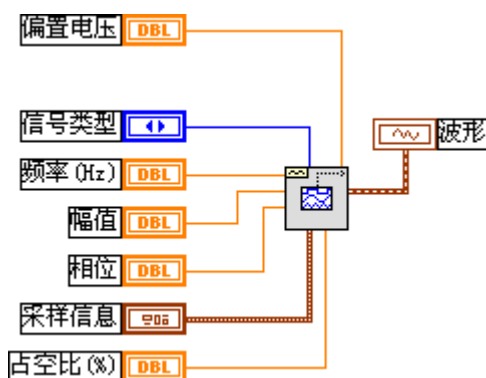 偏置电压 DBL
信号类型
频率(Hz) DBL
幅值 DBL
相位 DBL
采样信息
占空比(%) DBL
波形